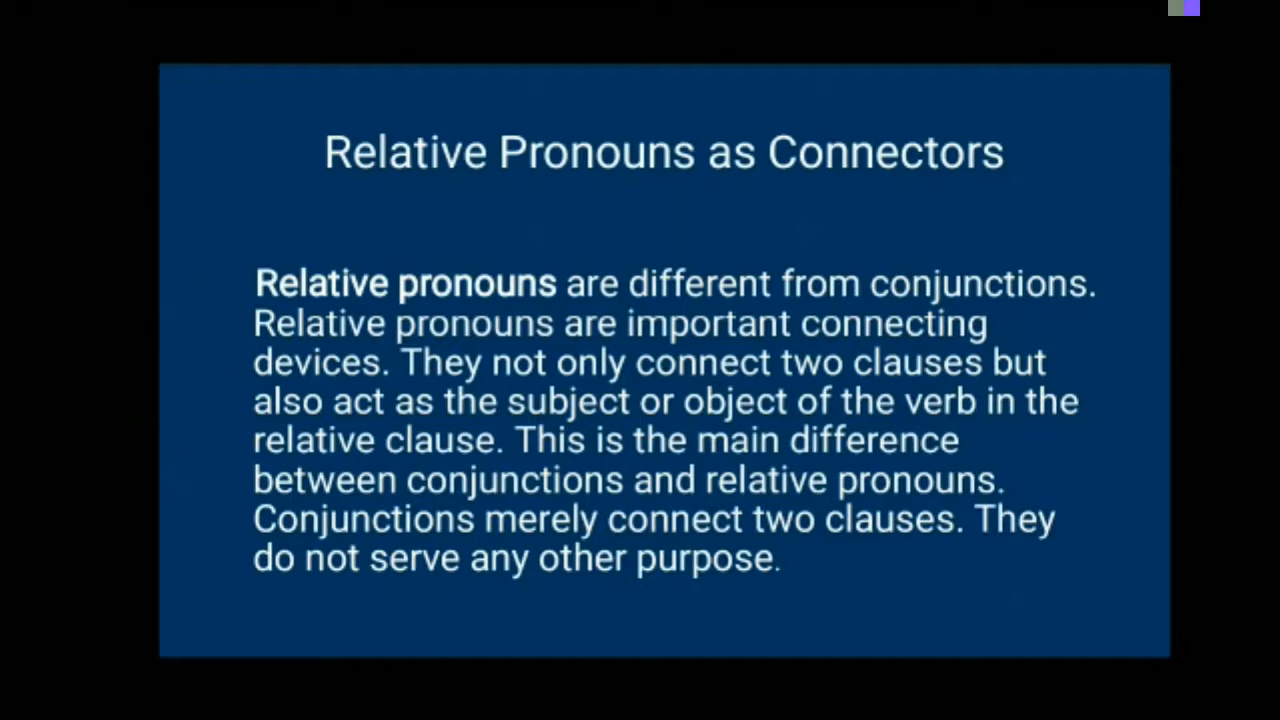 Relative Pronouns as Connectors
Relative pronouns are different from conjunctions.
Relative pronouns are important connecting
devices. They not only connect two clauses but
also act as the subject or object of the verb in the
relative clause. This is the main difference
between conjunctions and relative pronouns.
Conjunctions merely connect two clauses. They
do not serve any other purpose.